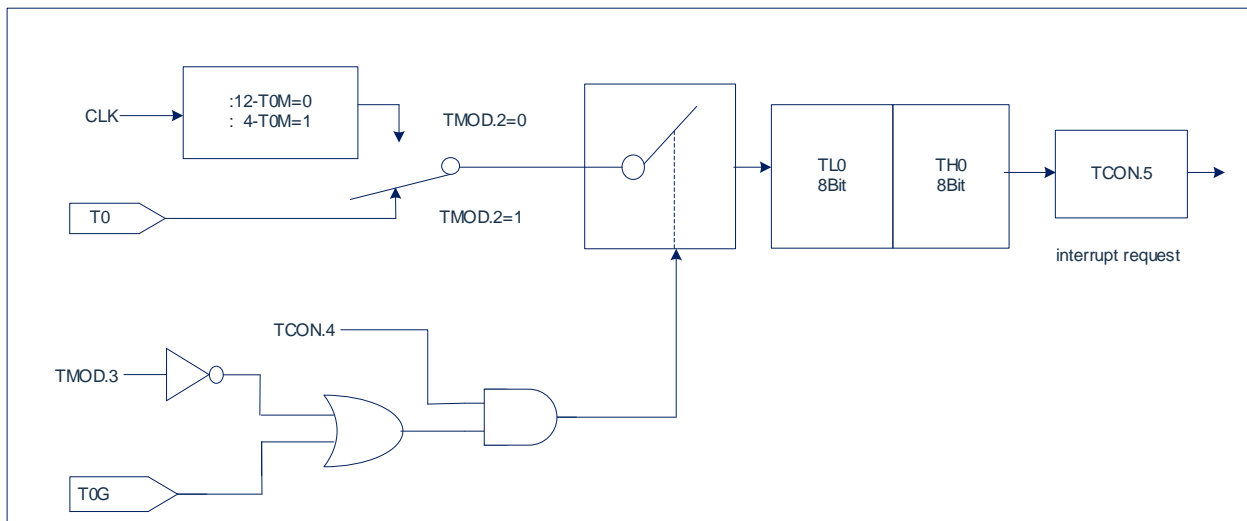 :12-T0M=0
: 4-T0M=1
CLK
TMOD.2=0
T0
TMOD.2=1
TL0
8Bit
TH0
8Bit
TCON.5
interrupt request
TCON.4
TMOD.3
T0G